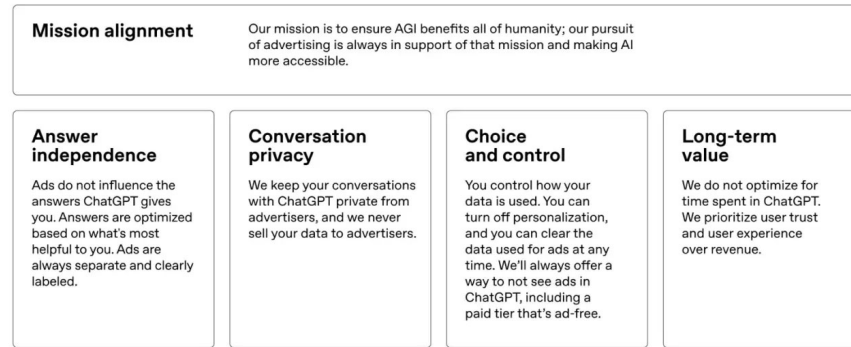 Mission alignment
Our mission is to ensure AGI benefits all of humanity; our pursuit
of advertising is always in support of that mission and making AI
more accessible.
Answer
independence
Ads do not influence the
answers ChatGPT gives
you. Answers are optimized
based on what's most
helpful to you. Ads are
always separate and clearly
labeled.
Conversation
privacy
We keep your conversations
with ChatGPT private from
advertisers, and we never
sell your data to advertisers.
Choice
and control
You control how your
data is used. You can
turn off personalization,
and you can clear the
data used for ads at any
time. We'll always offer a
way to not see ads in
ChatGPT, including a
paid tier that's ad-free.
Long-term
value
We do not optimize for
time spent in ChatGPT.
We prioritize user trust
and user experience
over revenue.